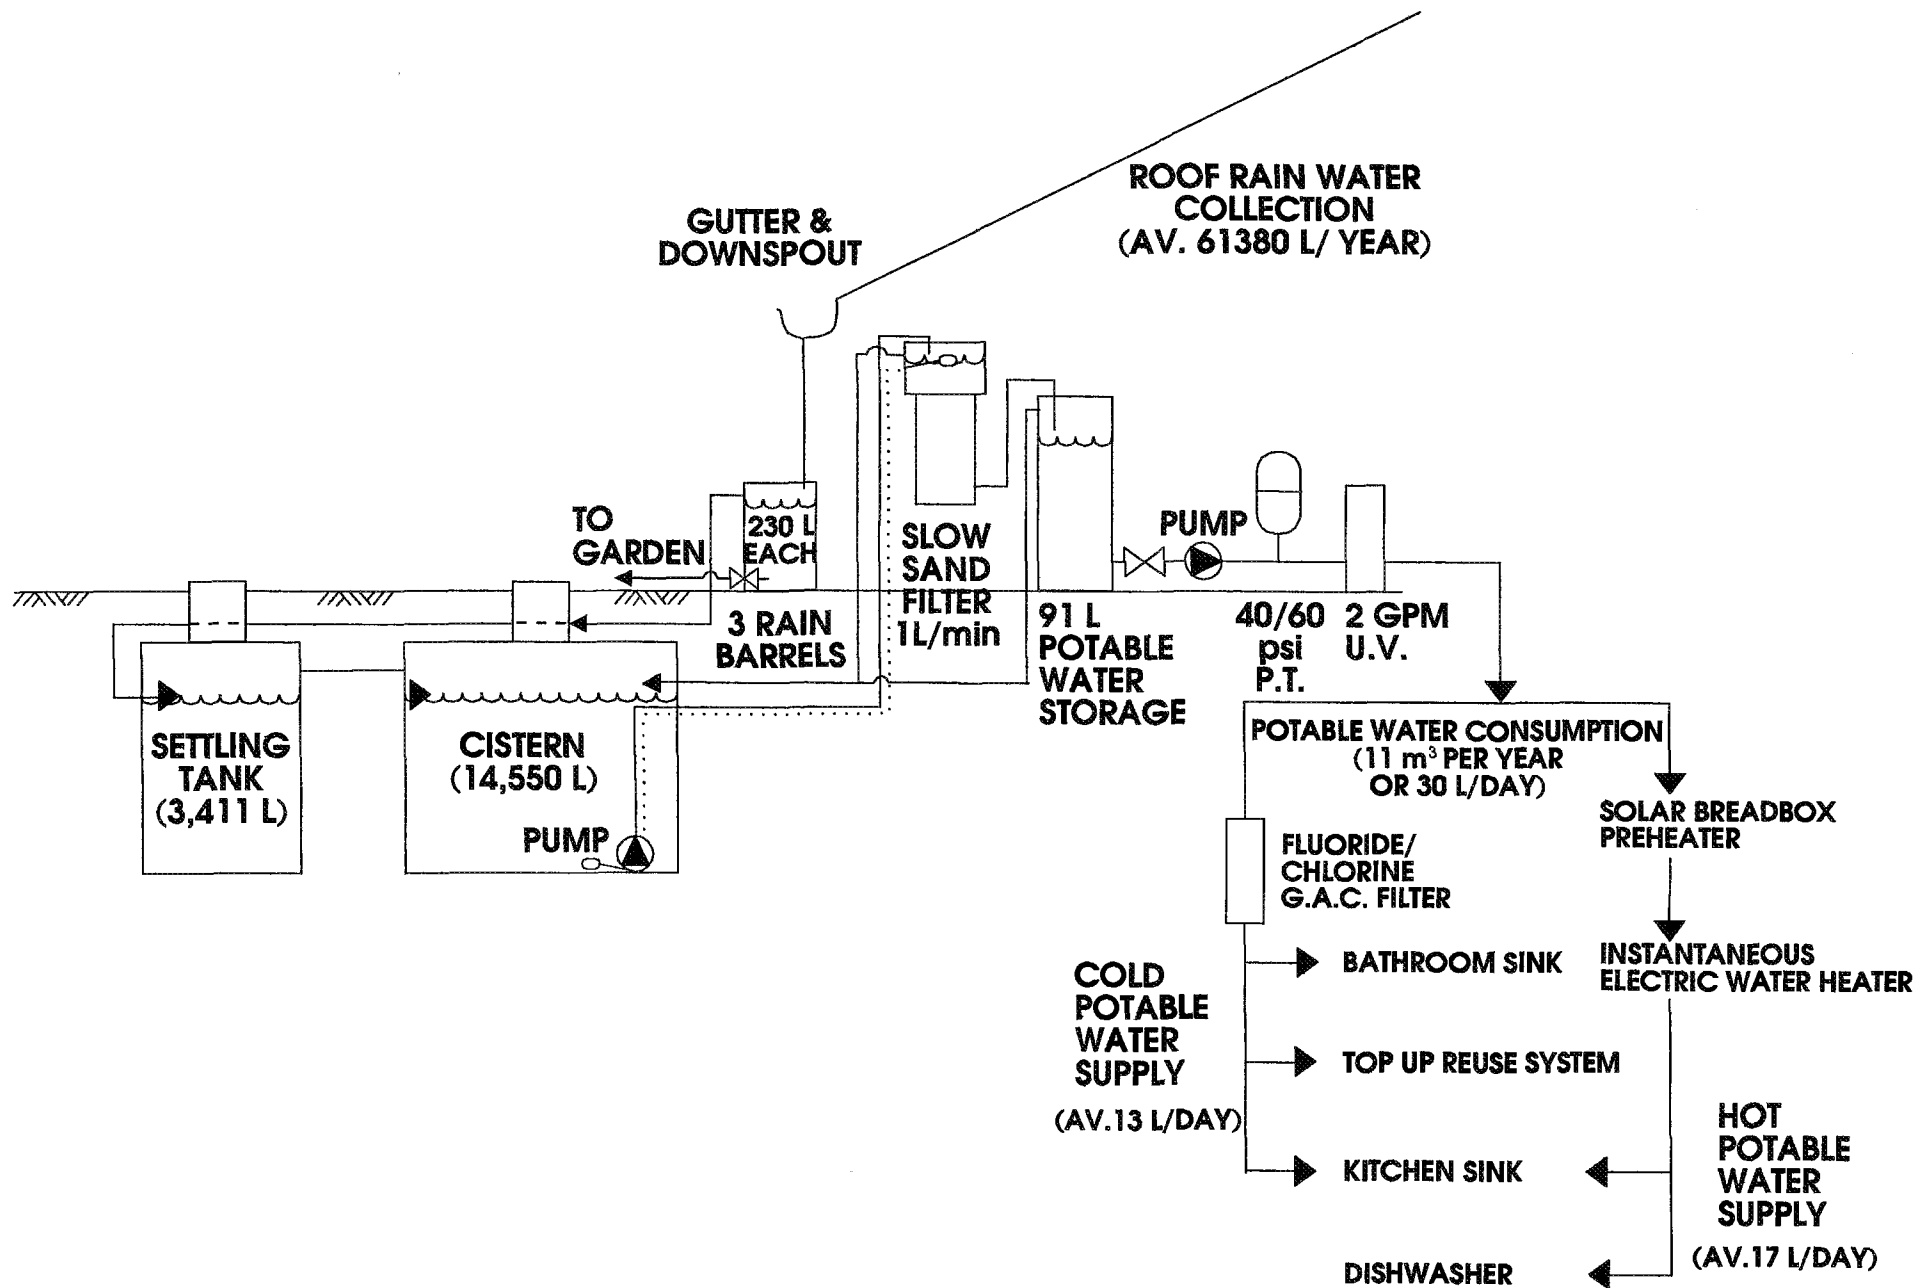 ROOF RAIN WATER
COLLECTION
(AV. 61380 L/ YEAR)
GUTTER &
DOWNSPOUT
TO
GARDEN
230 L
EACH
3 RAIN
BARRELS
SLOW
SAND
FILTER
1L/min
91 L
POTABLE
WATER
STORAGE
PUMP
40/60
psi
P.T.
2 GPM
U.V.
SETTLING
TANK
(3,411 L)
CISTERN
(14,550 L)
PUMP
POTABLE WATER CONSUMPTION
(11 m³ PER YEAR
OR 30 L/DAY)
SOLAR BREADBOX
PREHEATER
FLUORIDE/
CHLORINE
G.A.C. FILTER
INSTANTANEOUS
ELECTRIC WATER HEATER
COLD
POTABLE
WATER
SUPPLY
(AV.13 L/DAY)
BATHROOM SINK
TOP UP REUSE SYSTEM
KITCHEN SINK
DISHWASHER
HOT
POTABLE
WATER
SUPPLY
(AV.17 L/DAY)